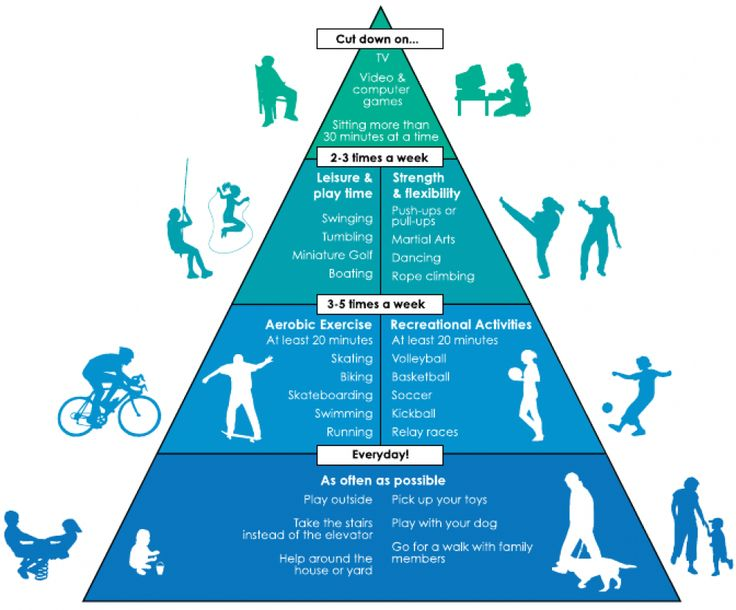 Cut down on...
TV
Video &
computer
games
Sitting more than
30 minutes at a time
2-3 times a week
Leisure &
play time
Swinging
Tumbling
Miniature Golf
Boating
Strength
& flexibility
Push-ups or
pull-ups
Martial Arts
Dancing
Rope climbing
3-5 times a week
Aerobic Exercise
At least 20 minutes
Skating
Biking
Skateboarding
Swimming
Running
Recreational Activities
At least 20 minutes
Volleyball
Basketball
Soccer
Kickball
Relay races
Everyday!
As often as possible
Play outside
Take the stairs
instead of the elevator
Help around the
house or yard
Pick up your toys
Play with your dog
Go for a walk with family
members